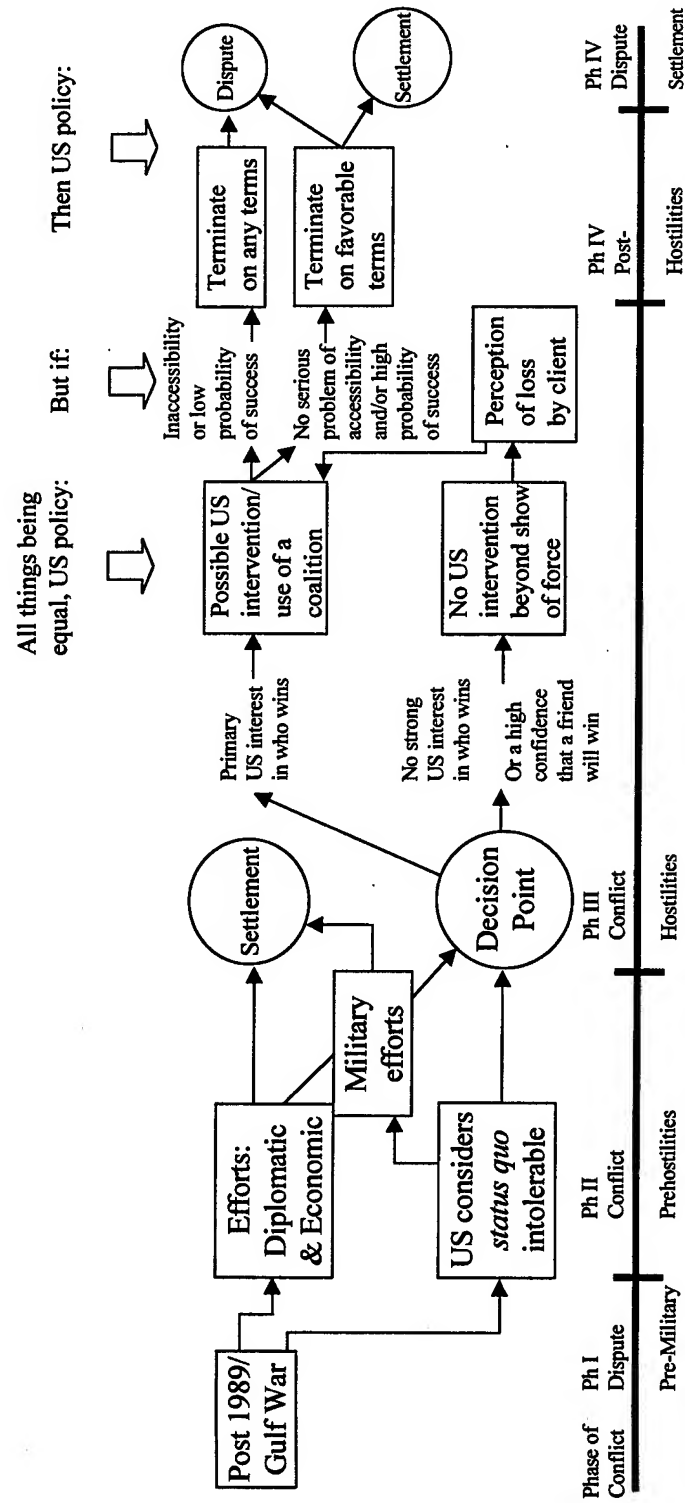 All things being
equal, US policy:
But if:
Then US policy:
Post 1989/
Gulf War
Efforts:
Diplomatic
& Economic
Military
efforts
US considers
status quo
intolerable
Settlement
Decision
Point
Primary
US interest
in who wins
No strong
US interest
in who wins
Or a high
confidence
that a friend
will win
Possible US
intervention/
use of a
coalition
No US
intervention
beyond show
of force
Inaccessibility
or low
probability
of success
No serious
problem of
accessibility
and/or high
probability
of success
Perception
of loss
by client
Terminate
on any terms
Terminate
on favorable
terms
Dispute
Settlement
Phase of
Conflict
Ph I
Dispute
Pre-Military
Ph II
Conflict
Prehostilities
Ph III
Conflict
Hostilities
Ph IV
Post-
Hostilities
Ph IV
Dispute
Settlement